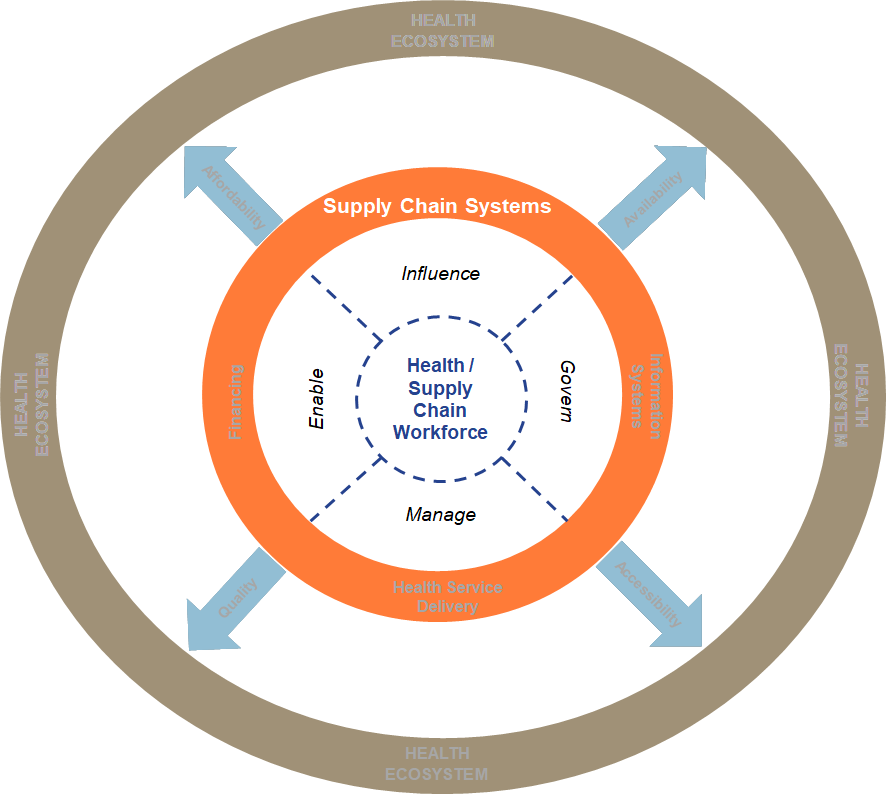 HEALTH
ECOSYSTEM
Affordability
Availability
Supply Chain Systems
Influence
HEALTH
ECOSYSTEM
Financing
Enable
Health /
Supply
Chain
Workforce
Govern
Information
Systems
HEALTH
ECOSYSTEM
Manage
Health Service
Delivery
Quality
Accessibility
HEALTH
ECOSYSTEM